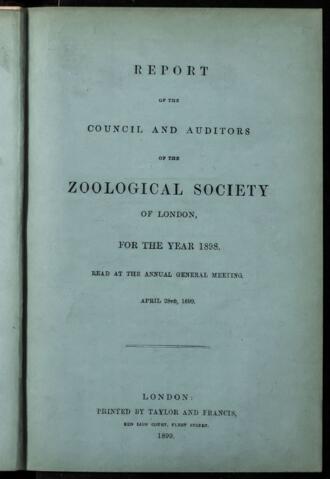 REPORT
OF THE
COUNCIL AND AUDITORS
OF THE
ZOOLOGICAL SOCIETY
OF LONDON,
FOR THE YEAR 1898.
READ AT THE ANNUAL GENERAL MEETING,
APRIL 28TH, 1899.
LONDON:
PRINTED BY TAYLOR AND FRANCIS,
RED LION COURT, FLEET STREET.
1899.